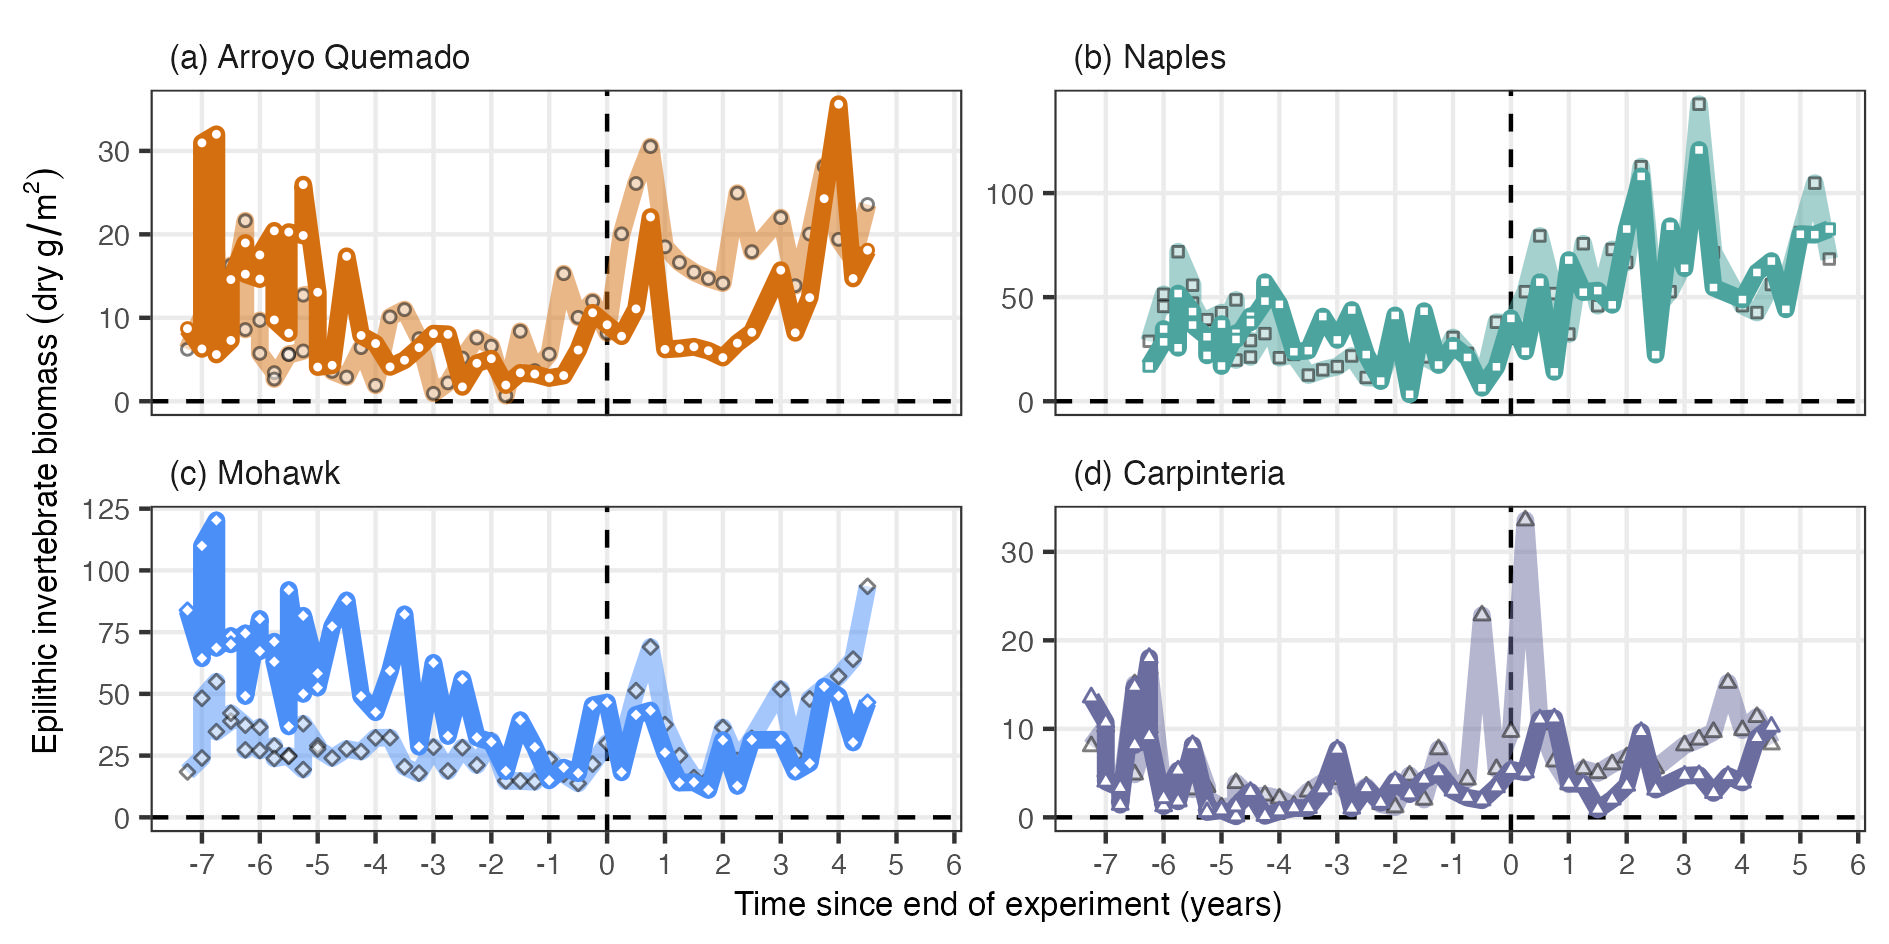 (a) Arroyo Quemado
(b) Naples
30
20
10
0
100
50
0
(c) Mohawk
(d) Carpinteria
125
100
75
50
25
0
30
20
10
0
-7 -6 -5 -4 -3 -2 -1 0 1 2 3 4 5 6
-7 -6 -5 -4 -3 -2 -1 0 1 2 3 4 5 6
Epilithic invertebrate biomass (dry g/m²)
Time since end of experiment (years)